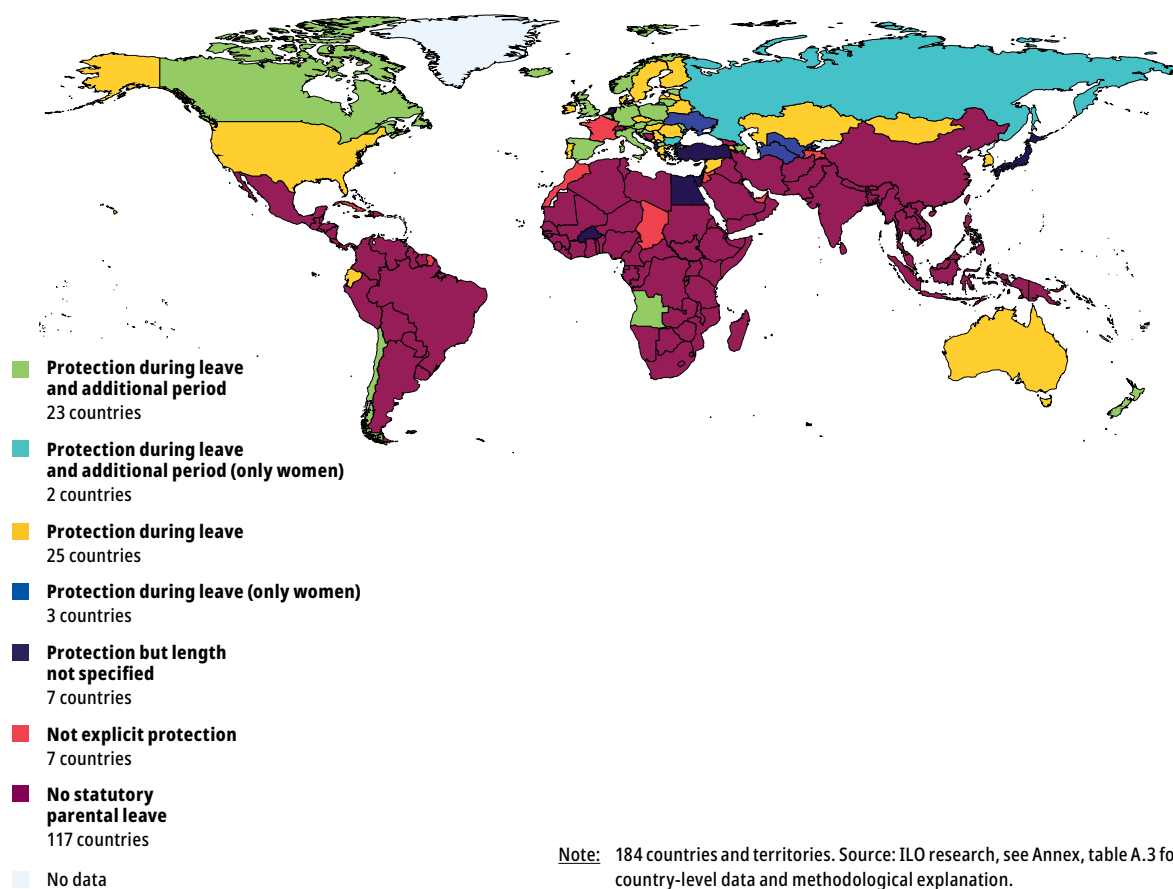 Protection during leave
and additional period
23 countries
Protection during leave
and additional period (only women)
2 countries
Protection during leave
25 countries
Protection during leave (only women)
3 countries
Protection but length
not specified
7 countries
Not explicit protection
7 countries
No statutory
parental leave
117 countries
No data
Note: 184 countries and territories. Source: ILO research, see Annex, table A.3 fo
country-level data and methodological explanation.